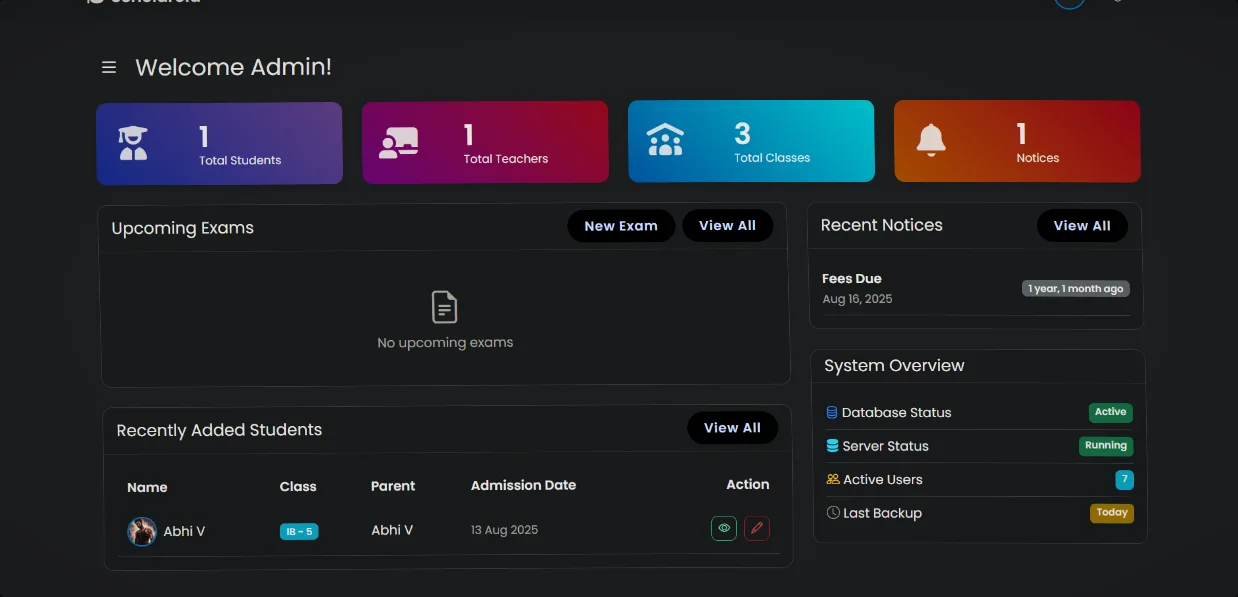 Welcome Admin!
1
Total Students
1
Total Teachers
3
Total Classes
1
Notices
Upcoming Exams
New Exam
View All
No upcoming exams
Recent Notices
View All
Fees Due
Aug 16, 2025
1 year, 1 month ago
System Overview
Database Status
Active
Server Status
Running
Active Users
7
Last Backup
Today
Recently Added Students
View All
Name Class Parent Admission Date Action
Abhi V IB - 5 Abhi V 13 Aug 2025